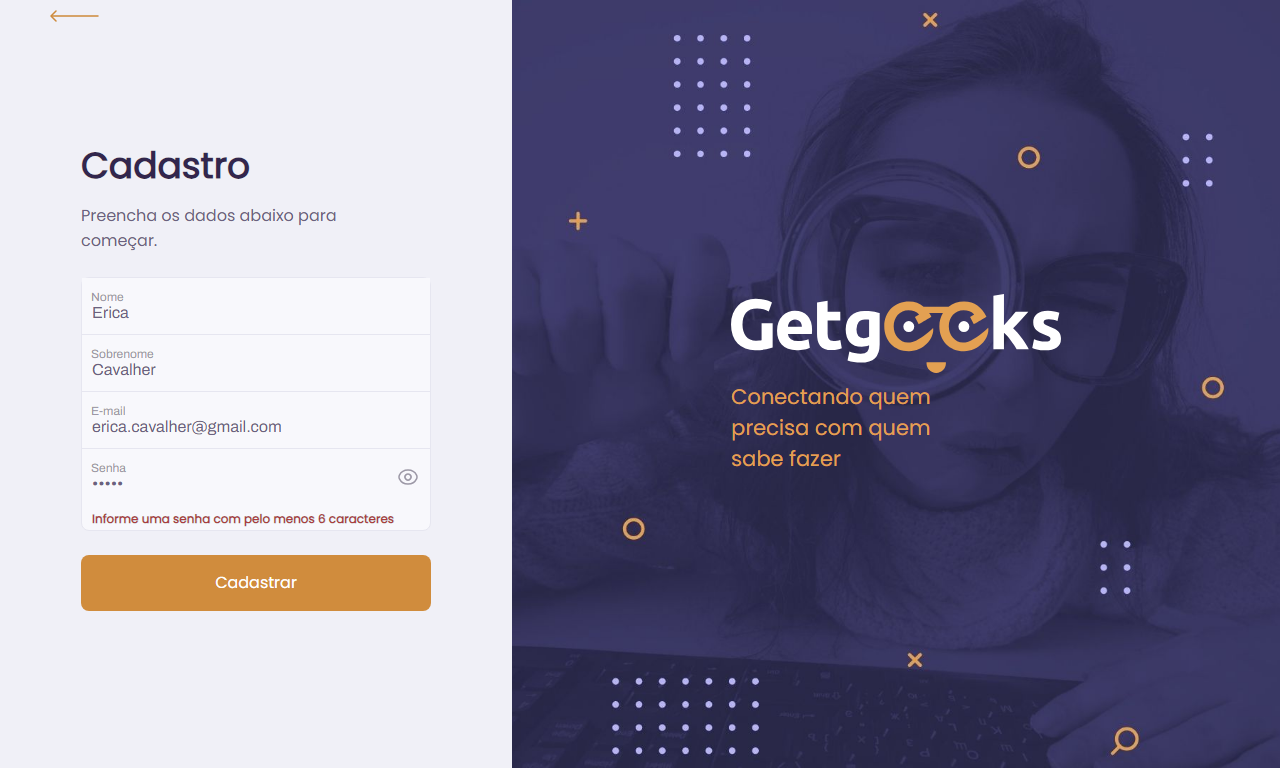 Cadastro
Preencha os dados abaixo para
começar.
Nome
Erica
Sobrenome
Cavalher
E-mail
erica.cavalher@gmail.com
Senha
•••••
Informe uma senha com pelo menos 6 caracteres
Cadastrar
Getgeeks
Conectando quem
precisa com quem
sabe fazer